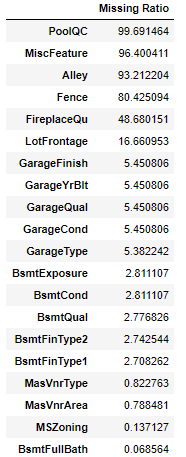 Missing Ratio
PoolQC 99.691464
MiscFeature 96.400411
Alley 93.212204
Fence 80.425094
FireplaceQu 48.680151
LotFrontage 16.660953
GarageFinish 5.450806
GarageYrBlt 5.450806
GarageQual 5.450806
GarageCond 5.450806
GarageType 5.382242
BsmtExposure 2.811107
BsmtCond 2.811107
BsmtQual 2.776826
BsmtFinType2 2.742544
BsmtFinType1 2.708262
MasVnrType 0.822763
MasVnrArea 0.788481
MSZoning 0.137127
BsmtFullBath 0.068564